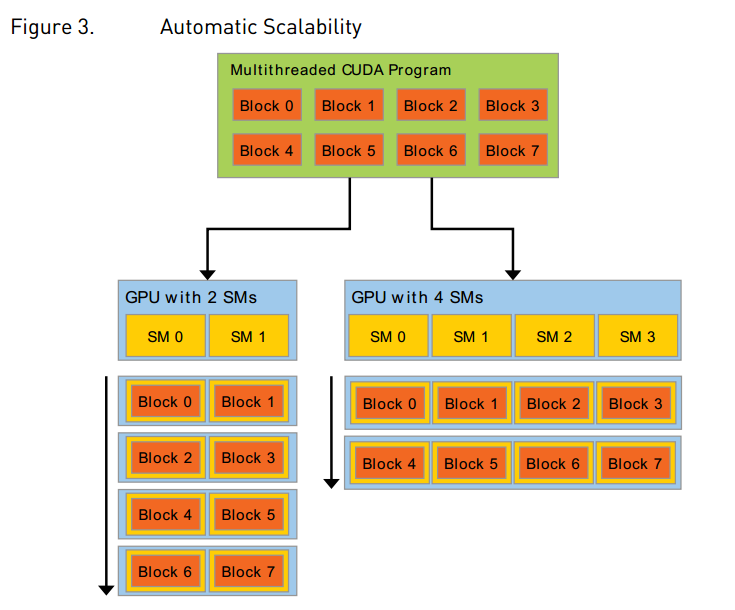 Figure 3. Automatic Scalability
Multithreaded CUDA Program
Block 0 Block 1 Block 2 Block 3
Block 4 Block 5 Block 6 Block 7
GPU with 2 SMs
SM 0 SM 1
Block 0 Block 1
Block 2 Block 3
Block 4 Block 5
Block 6 Block 7
GPU with 4 SMs
SM 0 SM 1 SM 2 SM 3
Block 0 Block 1 Block 2 Block 3
Block 4 Block 5 Block 6 Block 7